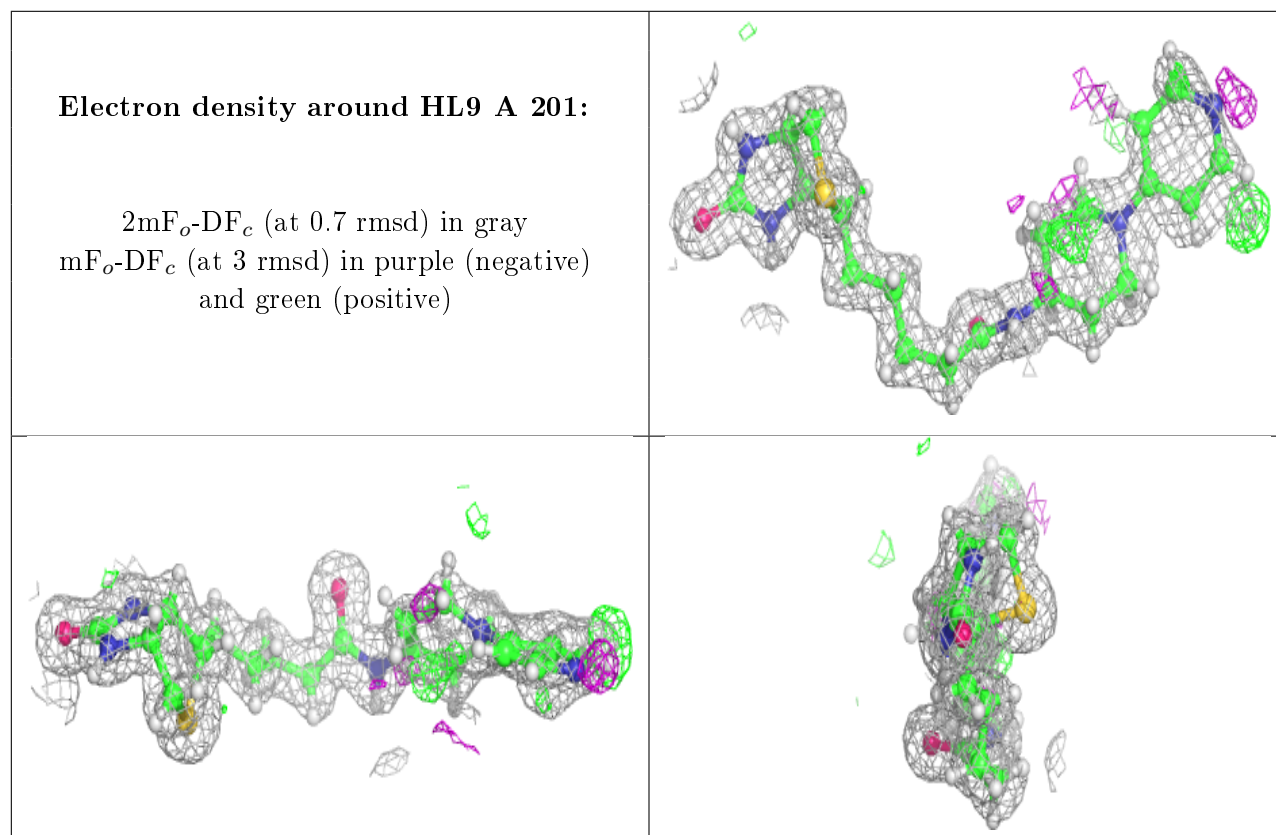 Electron density around HL9 A 201:
2mFo-DFc (at 0.7 rmsd) in gray
mFo-DFc (at 3 rmsd) in purple (negative)
and green (positive)